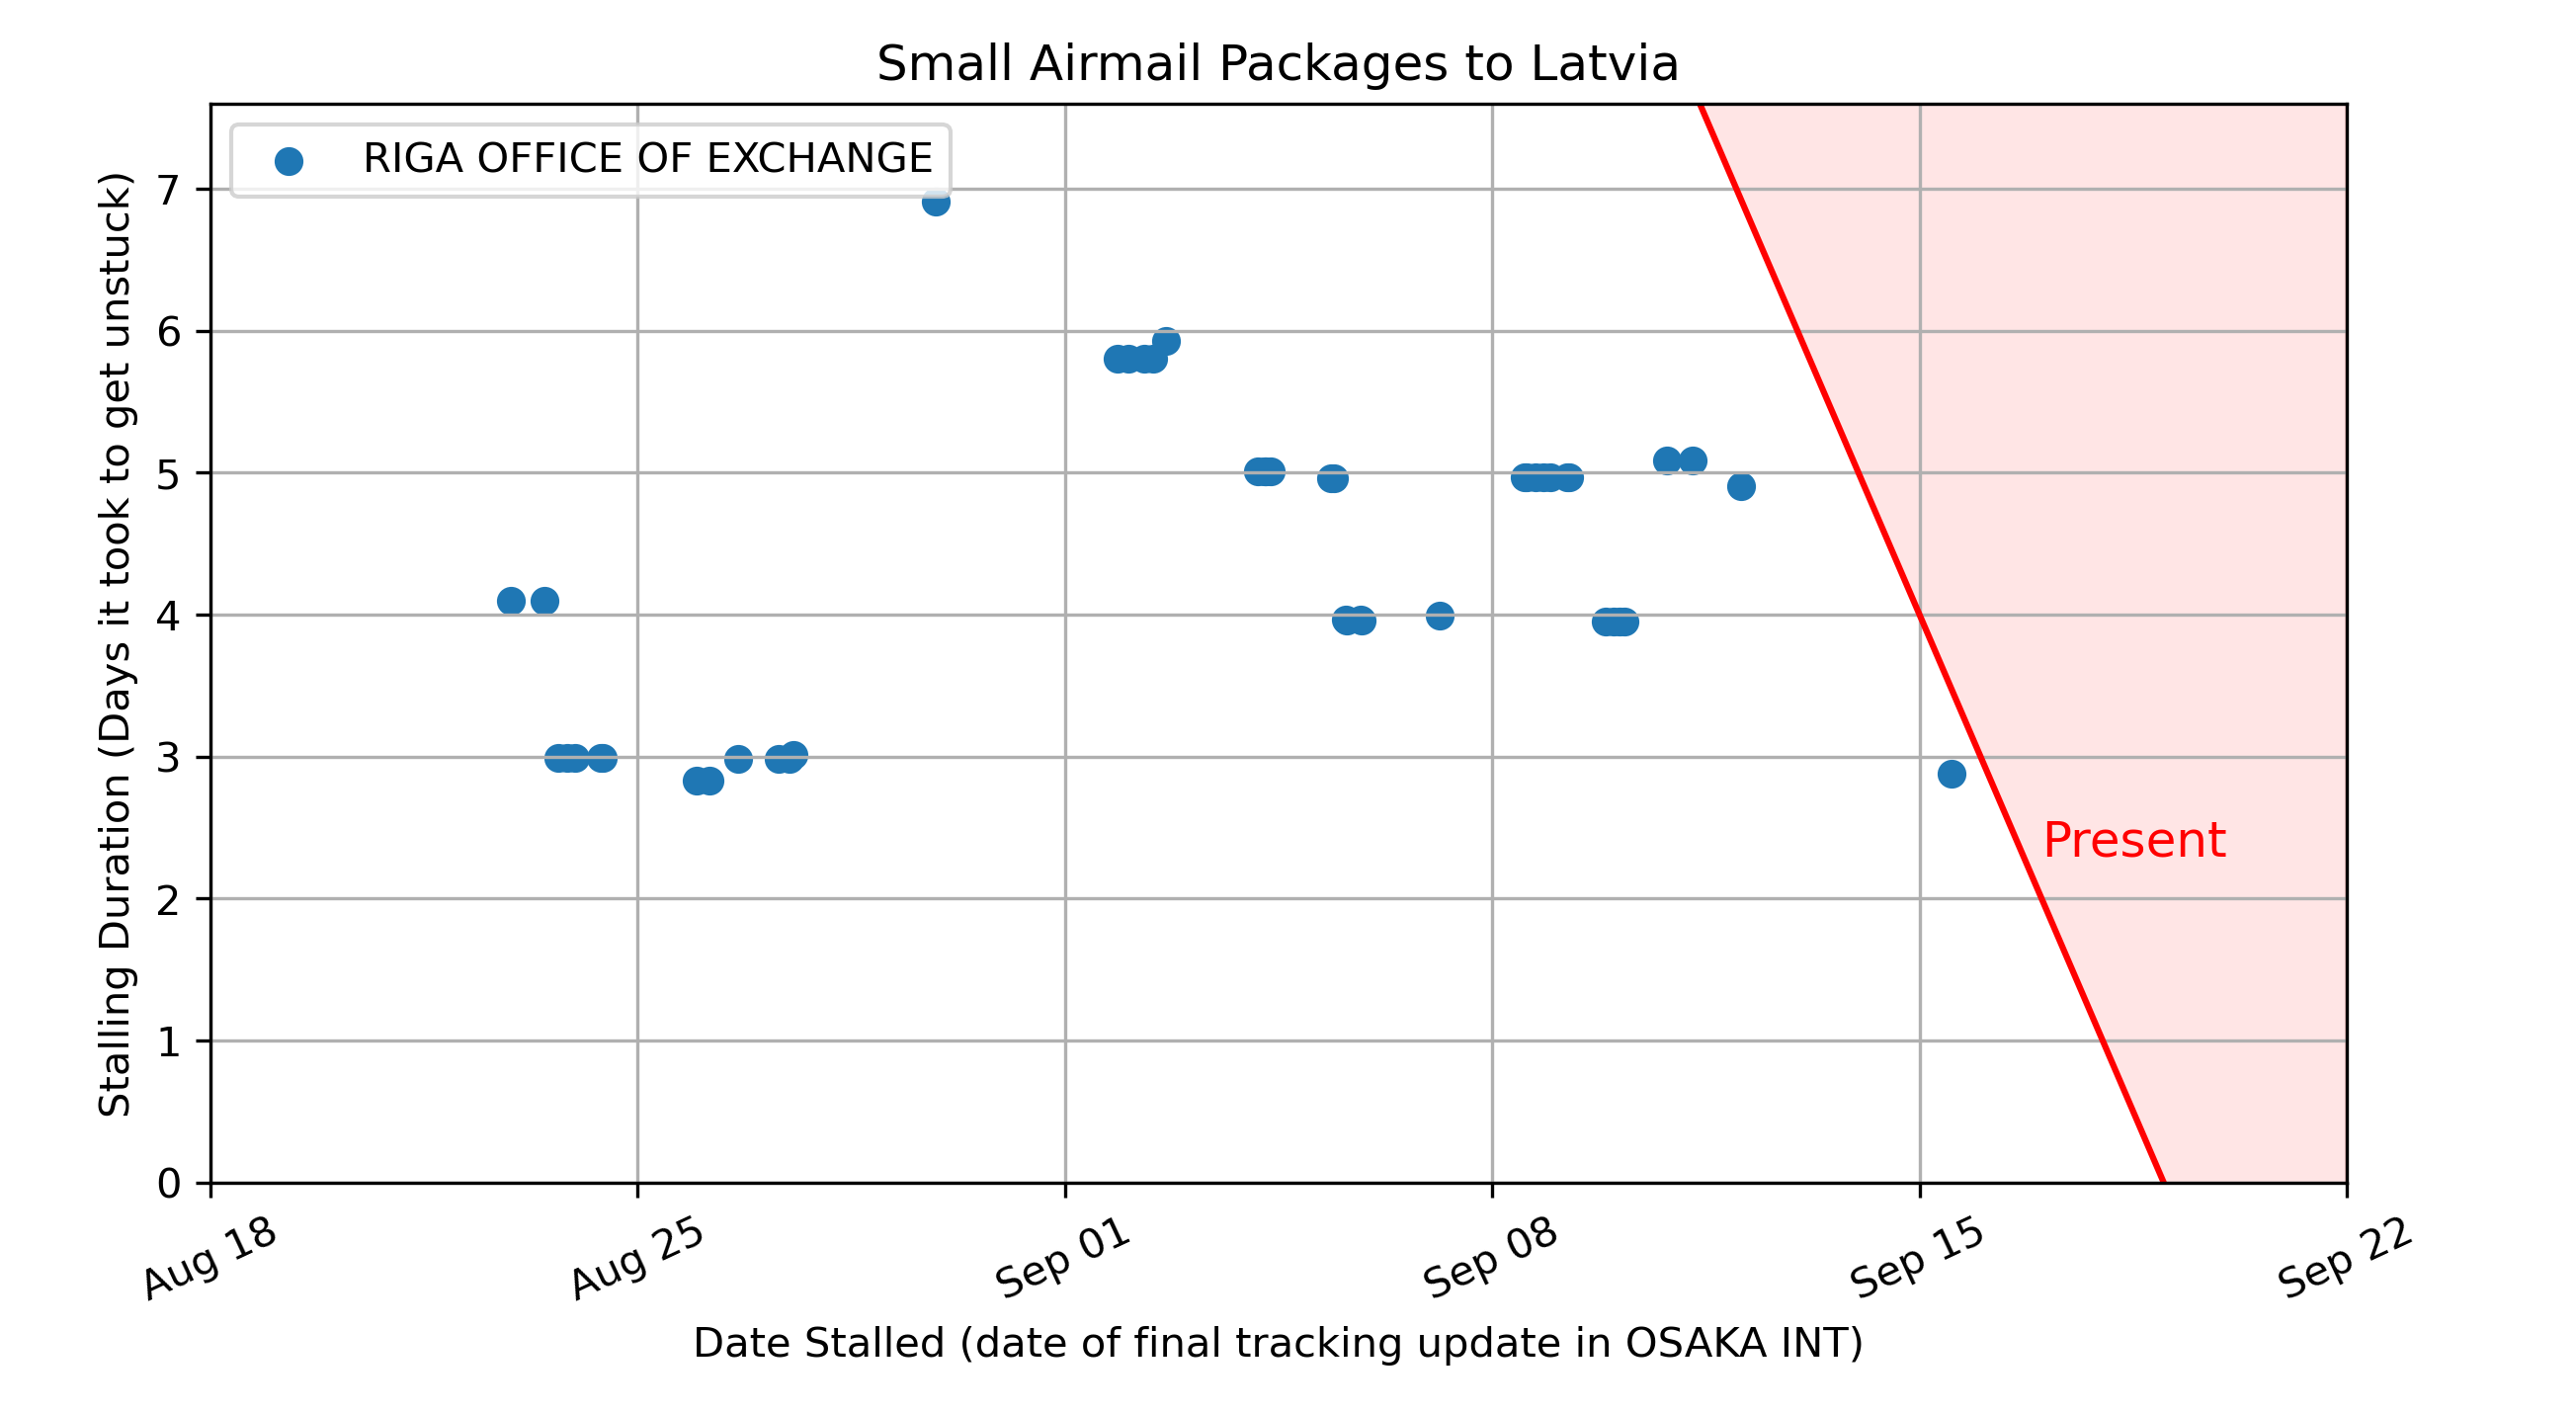 Small Airmail Packages to Latvia
RIGA OFFICE OF EXCHANGE
Stalling Duration (Days it took to get unstuck)
7
6
5
4
3
2
1
0
Present
Aug 18
Aug 25
Sep 01
Sep 08
Sep 15
Sep 22
Date Stalled (date of final tracking update in OSAKA INT)